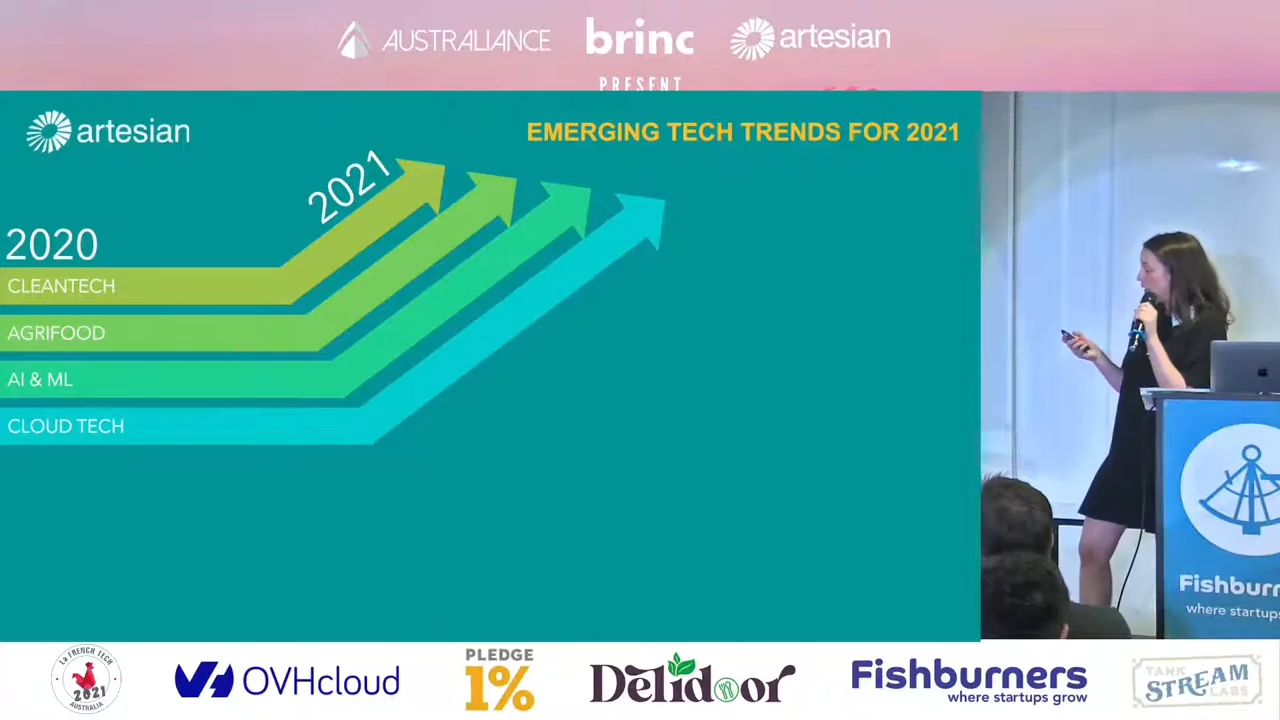 AUSTRALIANCE
brinc
artesian
PRESENT
artesian
EMERGING TECH TRENDS FOR 2021
2021
2020
CLEANTECH
AGRIFOOD
AI & ML
CLOUD TECH
Fishburn
where startups
La FRENCH TECH
2021
AUSTRALIA
OVHcloud
PLEDGE
1%
Delidoor
Fishburners
where startups grow
TANK
STREAM
LABS